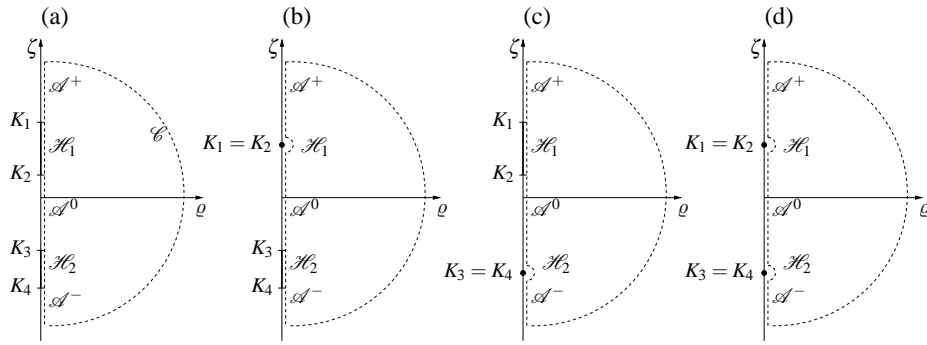 (a) (b) (c) (d)
ζ ζ ζ ζ
𝒜⁺ 𝒜⁺ 𝒜⁺ 𝒜⁺
K₁ 𝒞 K₁
ℋ₁ K₁ = K₂ ℋ₁ ℋ₁ K₁ = K₂ ℋ₁
K₂ K₂
𝒜⁰ ϱ 𝒜⁰ ϱ 𝒜⁰ ϱ 𝒜⁰ ϱ
K₃ K₃
ℋ₂ ℋ₂ K₃ = K₄ ℋ₂ K₃ = K₄ ℋ₂
K₄ K₄
𝒜⁻ 𝒜⁻ 𝒜⁻ 𝒜⁻